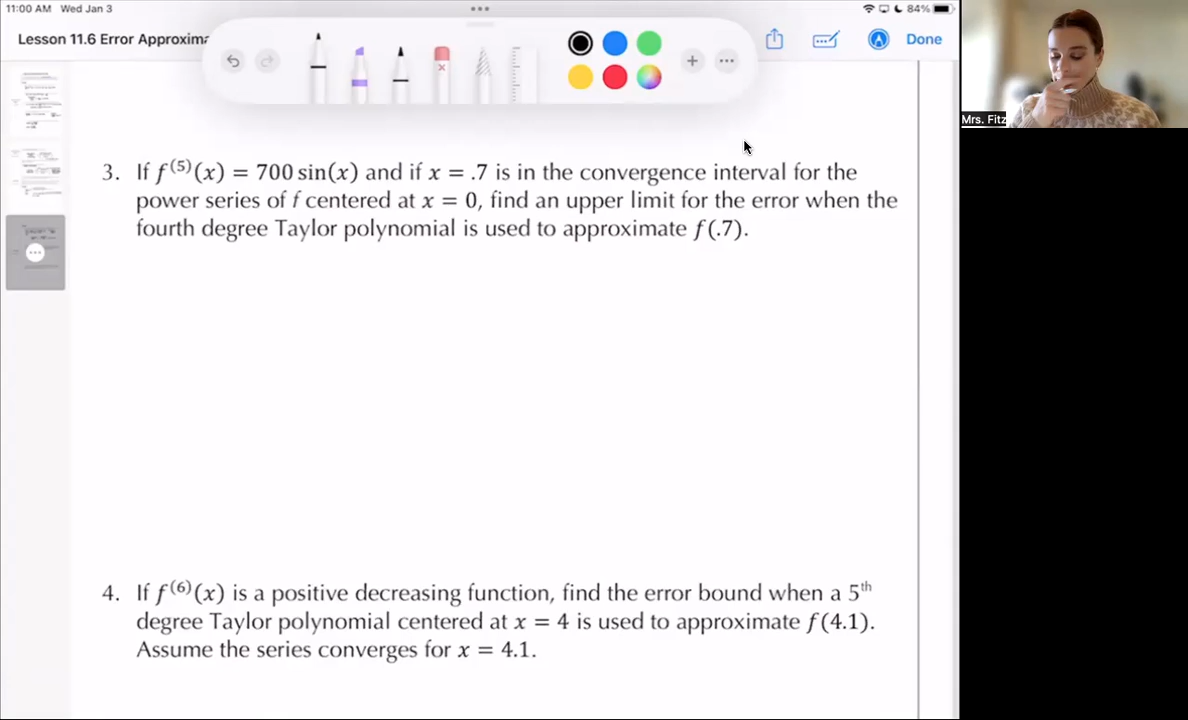 11:00 AM Wed Jan 3
84%
Lesson 11.6 Error Approxima
Done
Mrs. Fitz
3. If f⁽⁵⁾(x) = 700 sin(x) and if x = .7 is in the convergence interval for the
power series of f centered at x = 0, find an upper limit for the error when the
fourth degree Taylor polynomial is used to approximate f(.7).
4. If f⁽⁶⁾(x) is a positive decreasing function, find the error bound when a 5th
degree Taylor polynomial centered at x = 4 is used to approximate f(4.1).
Assume the series converges for x = 4.1.